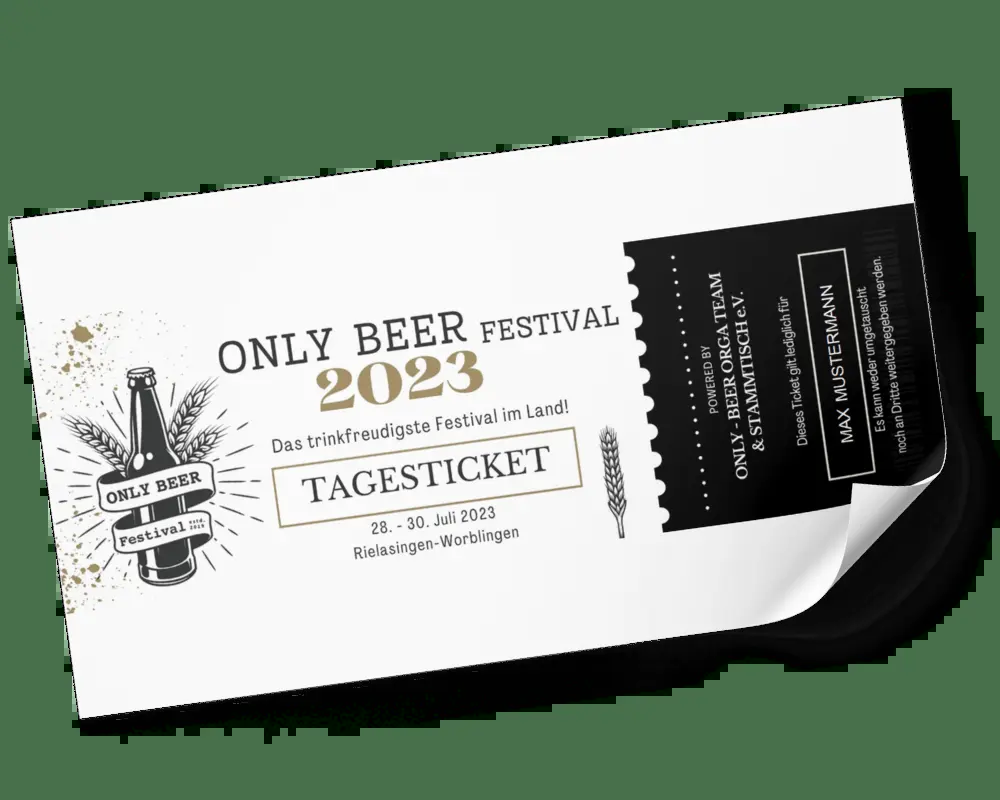 ONLY BEER FESTIVAL
2023
Das trinkfreudigste Festival im Land!
TAGESTICKET
28. - 30. Juli 2023
Rielasingen-Worblingen
ONLY BEER
Festival estd.
2016
POWERED BY
ONLY - BEER ORGA TEAM
& STAMMTISCH e.V.
Dieses Ticket gilt lediglich für
MAX MUSTERMANN
Es kann weder umgetauscht
noch an Dritte weitergegeben werden.